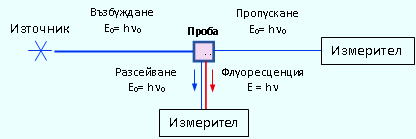 Източник
Възбуждане
E₀= hν₀
Проба
Пропускане
E₀= hν₀
Измерител
Разсейване
E₀= hν₀
Флуоресценция
E = hν
Измерител